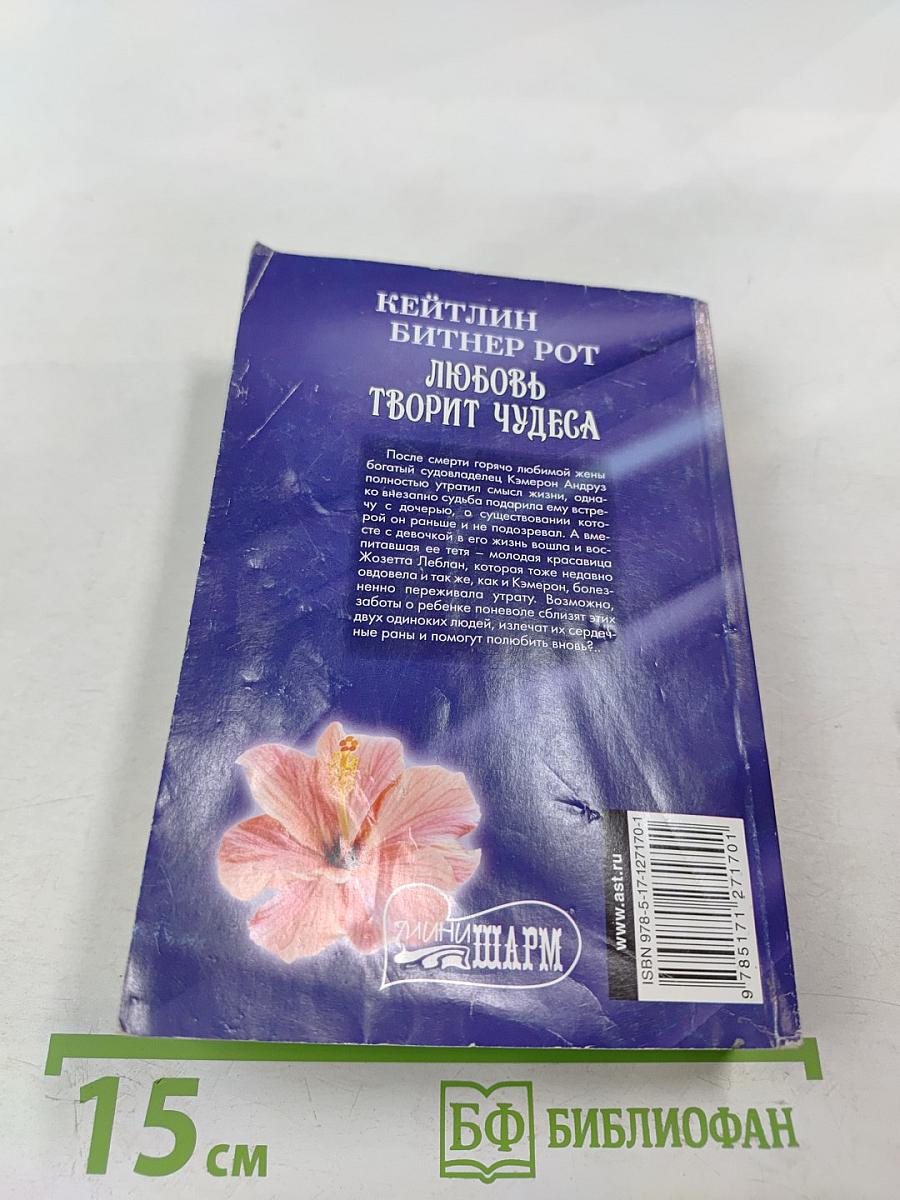 КЕЙТЛИН
БИТНЕР РОТ
ЛЮБОВЬ
ТВОРИТ ЧУДЕСА
После смерти горячо любимой жены
богатый судовладелец Кэмерон Андруз
полностью утратил смысл жизни, одна-
ко внезапно судьба подарила ему встре-
чу с дочерью, о существовании кото-
рой он раньше и не подозревал. А вме-
сте с девочкой в его жизнь вошла и вос-
питавшая ее тетя – молодая красавица
Жозетта Леблан, которая тоже недавно
овдовела и так же, как и Кэмерон, болез-
ненно переживала утрату. Возможно,
заботы о ребенке поневоле сблизят этих
двух одиноких людей, излечат их сердеч-
ные раны и помогут полюбить вновь?..
мини
ШАРМ
www.ast.ru
ISBN 978-5-17-127170-1
9 785171 271701
15 см
БФ БИБЛИОФАН